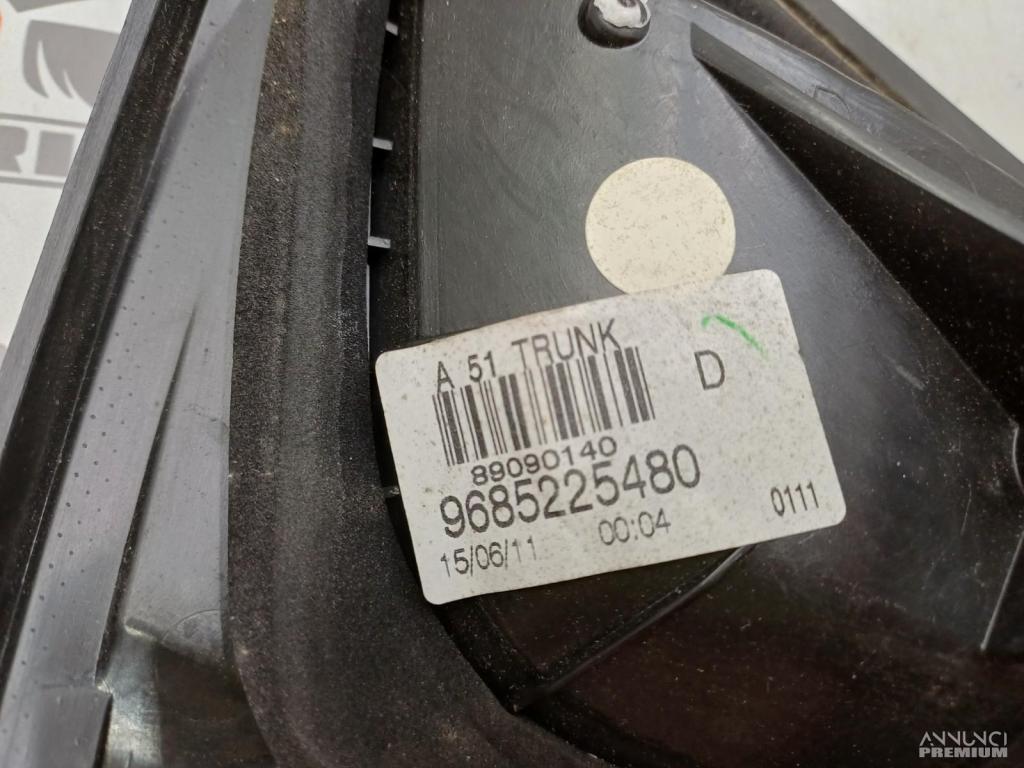 A 51 TRUNK
D
89090140
9685225480
15/06/11 00:04 0111
ANNUNCI
PREMIUM